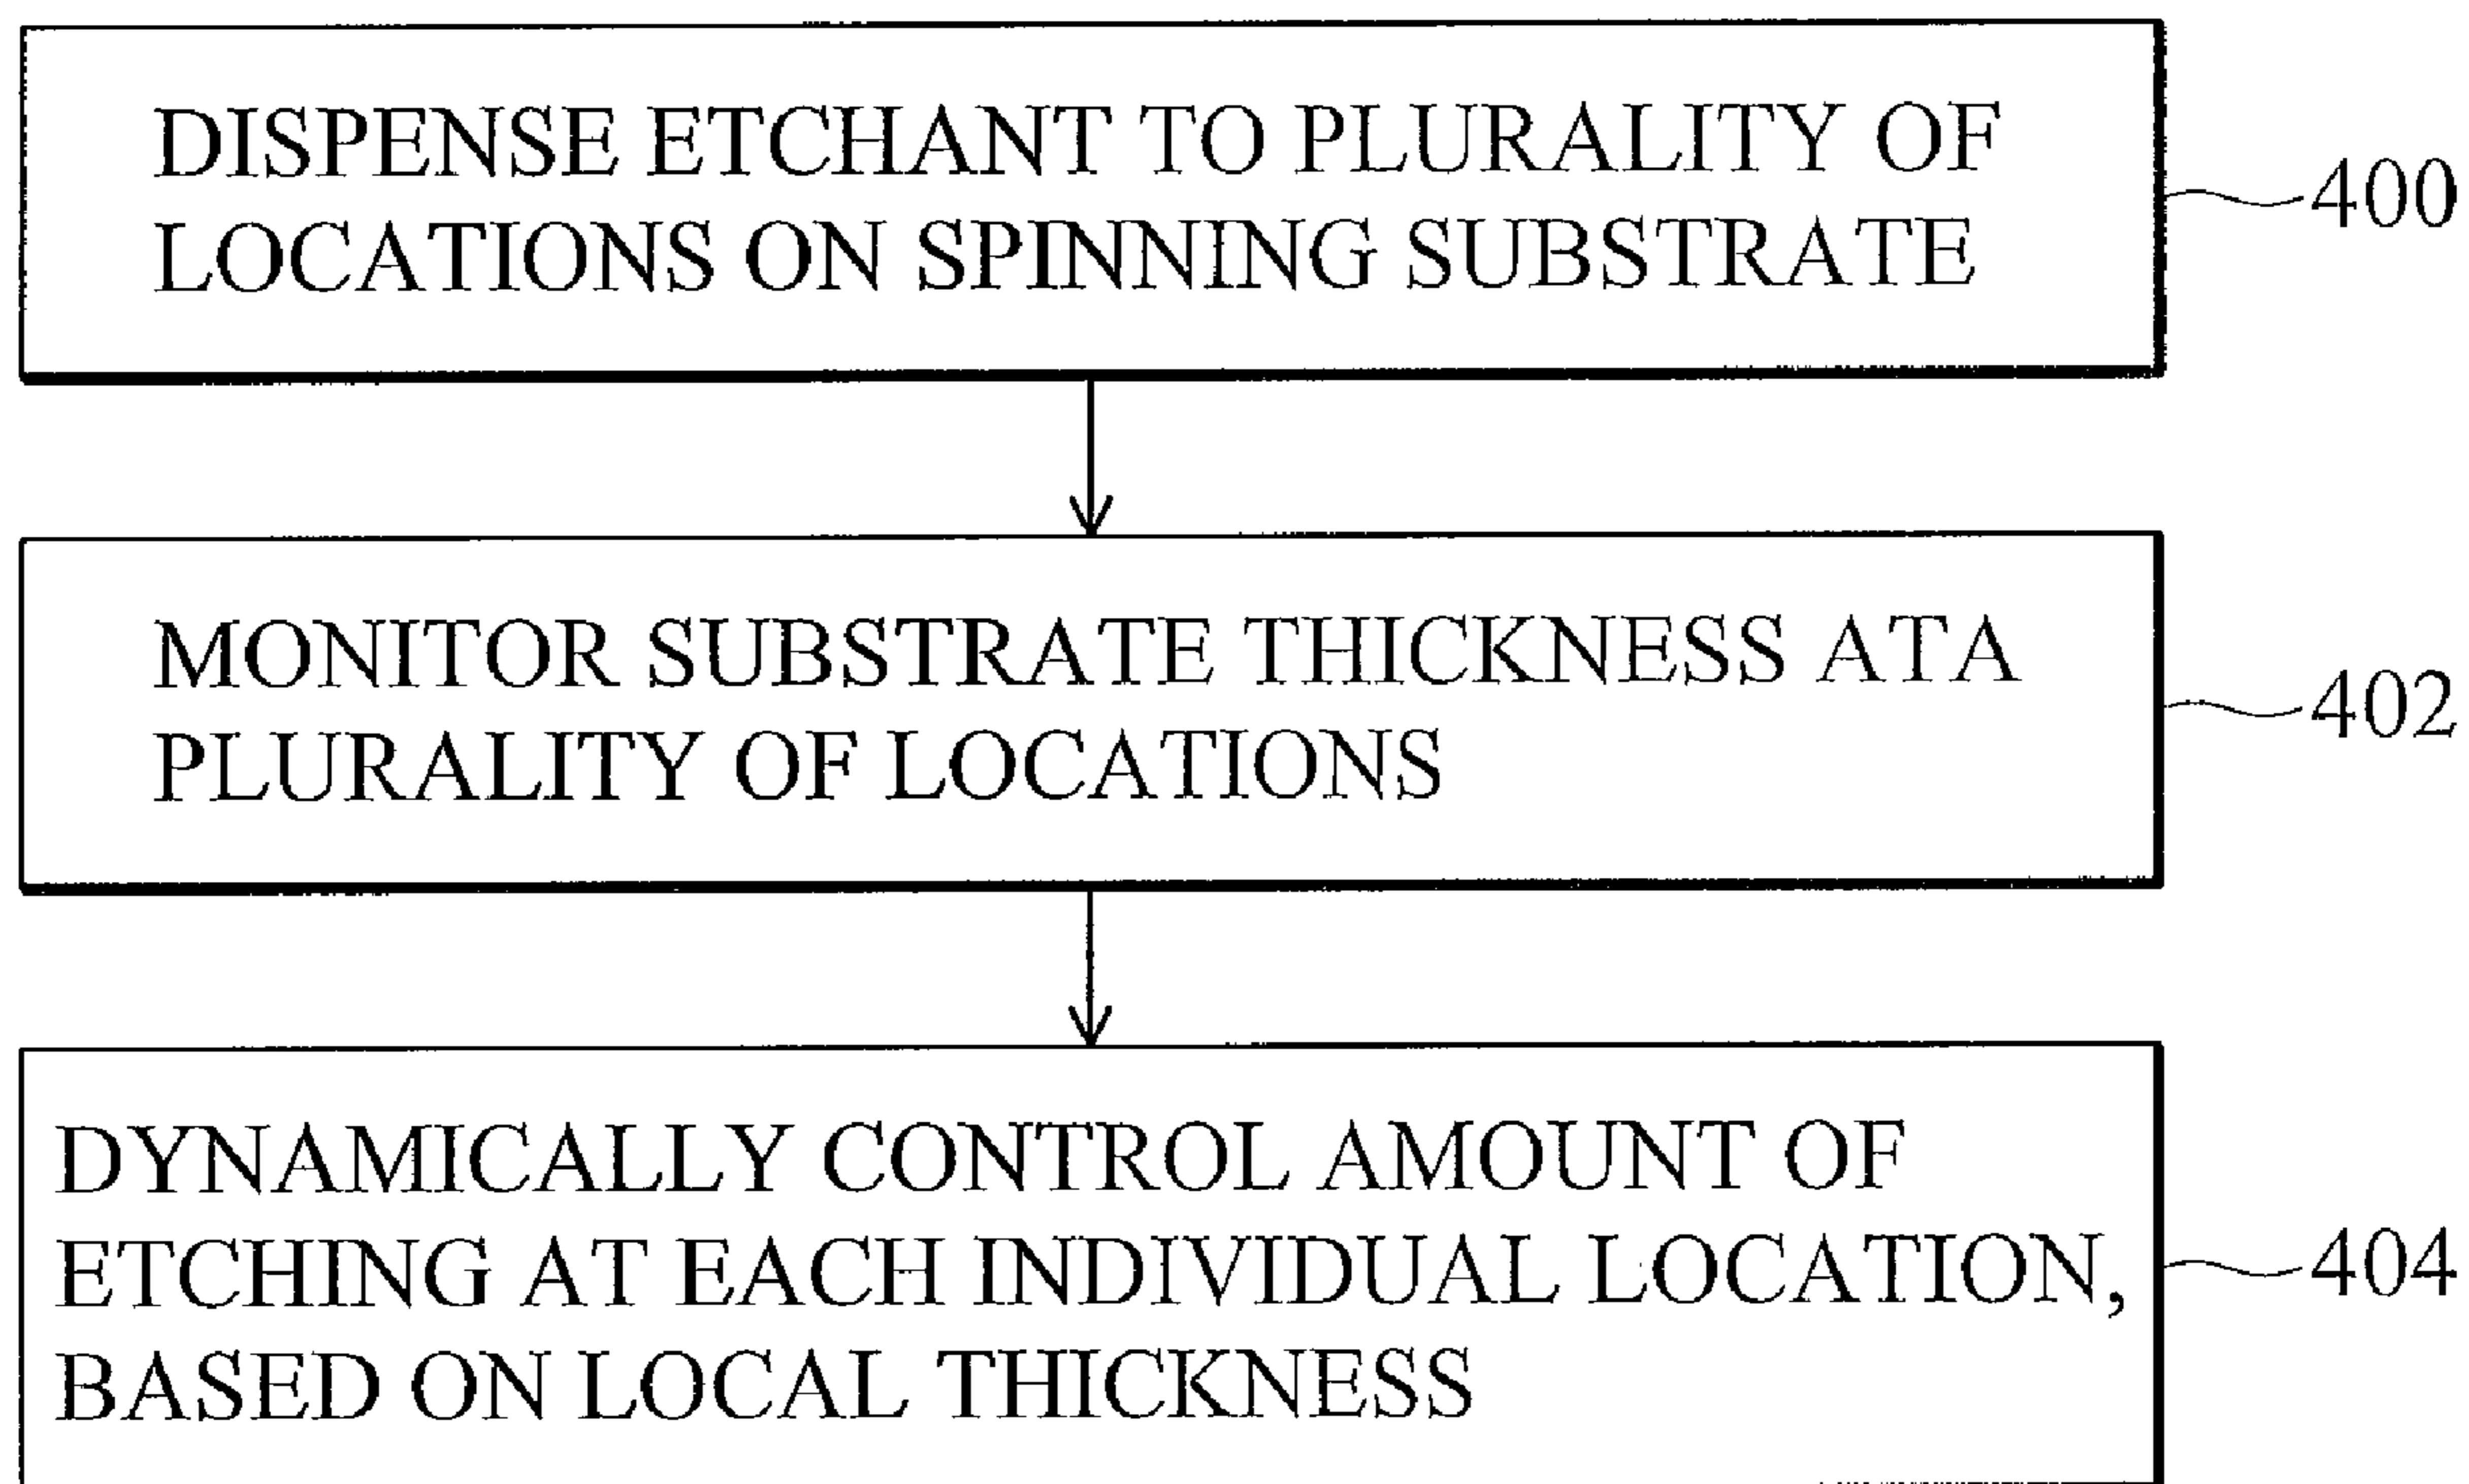 DISPENSE ETCHANT TO PLURALITY OF
LOCATIONS ON SPINNING SUBSTRATE
400
MONITOR SUBSTRATE THICKNESS ATA
PLURALITY OF LOCATIONS
402
DYNAMICALLY CONTROL AMOUNT OF
ETCHING AT EACH INDIVIDUAL LOCATION,
BASED ON LOCAL THICKNESS
404